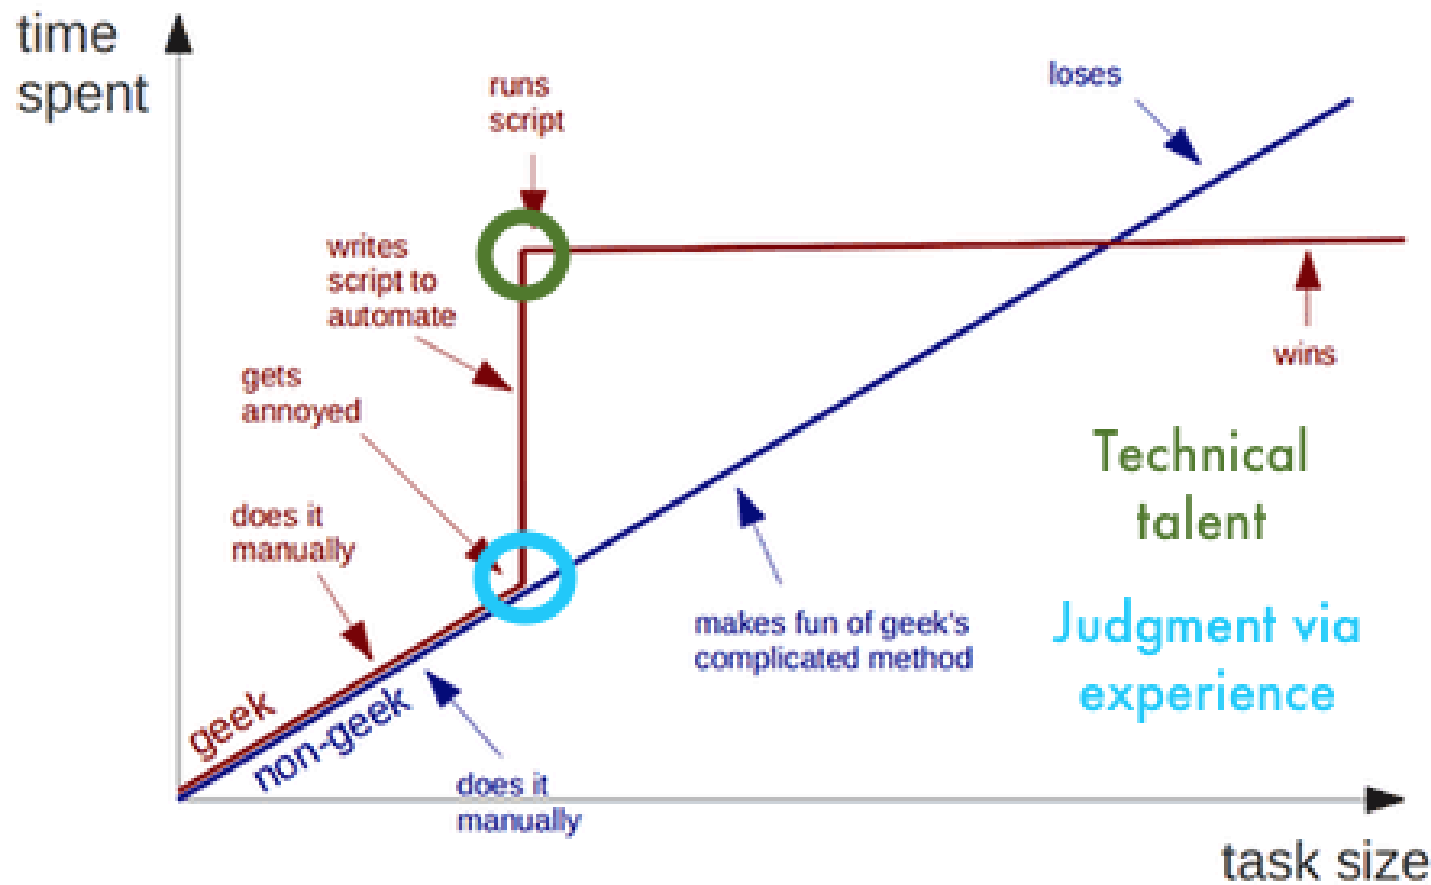 time
spent
runs
script
loses
writes
script to
automate
gets
annoyed
wins
does it
manually
Technical
talent
makes fun of geek's
complicated method
Judgment via
experience
geek
non-geek
does it
manually
task size